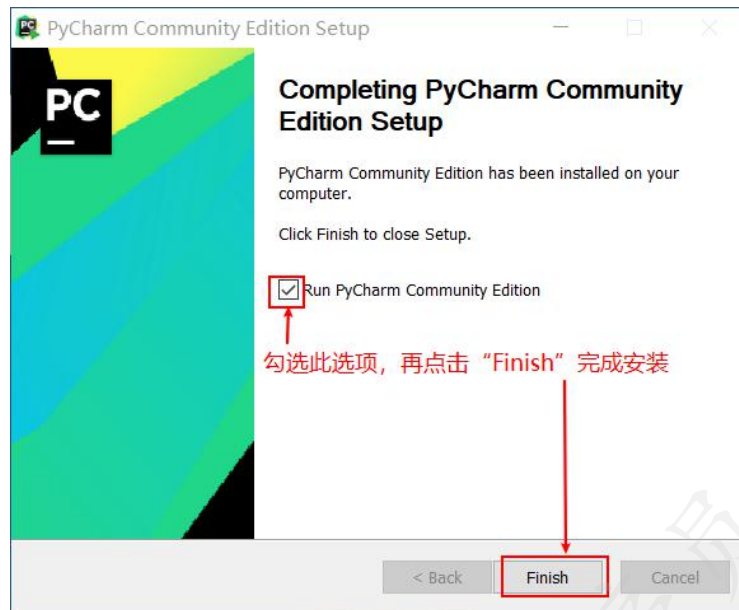 PyCharm Community Edition Setup
PC
Completing PyCharm Community
Edition Setup
PyCharm Community Edition has been installed on your
computer.
Click Finish to close Setup.
Run PyCharm Community Edition
勾选此选项，再点击“Finish”完成安装
< Back
Finish
Cancel